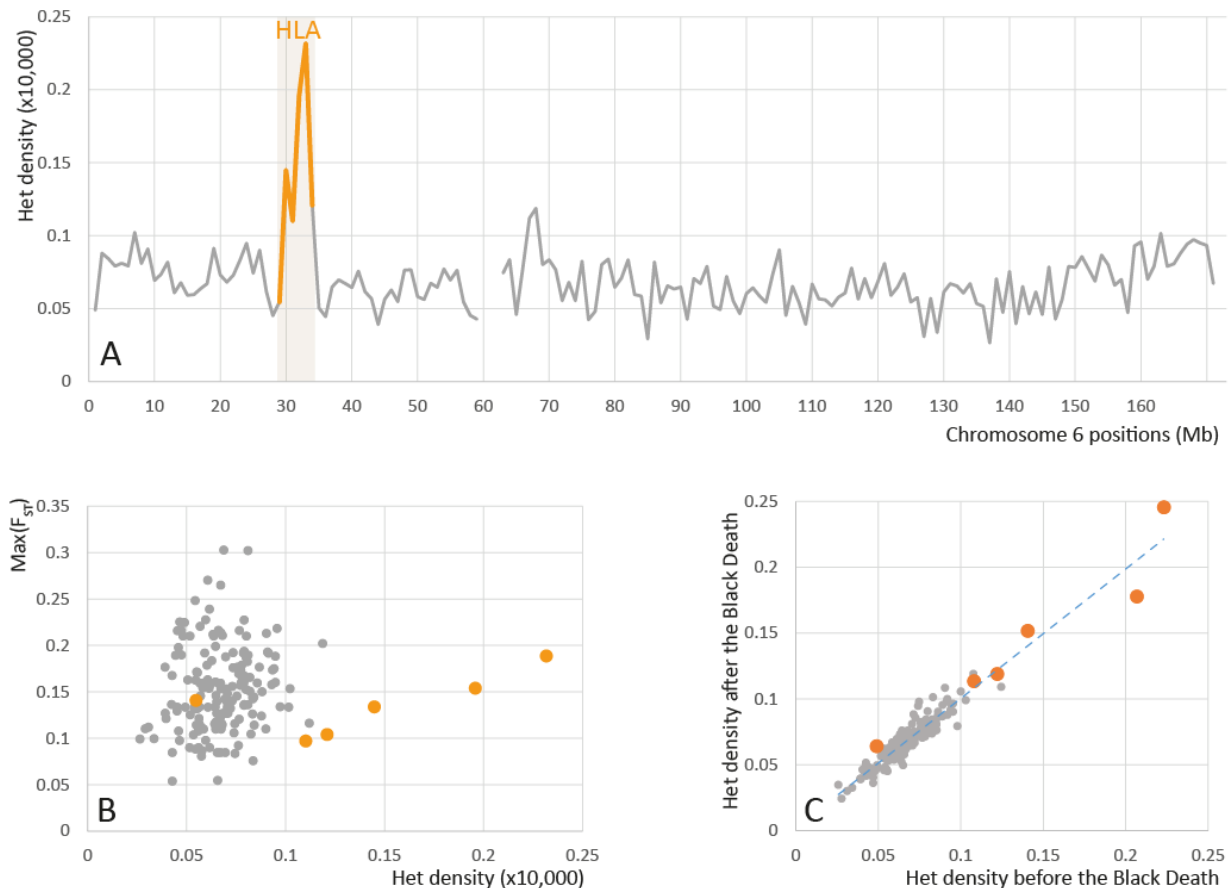 0.25
HLA
0.2
0.15
0.1
0.05
0
Het density (x10,000)
A
0 10 20 30 40 50 60 70 80 90 100 110 120 130 140 150 160
Chromosome 6 positions (Mb)
0.35
0.3
0.25
0.2
0.15
0.1
0.05
0
Max(FST)
B
0 0.05 0.1 0.15 0.2 0.25
Het density (x10,000)
0.25
0.2
0.15
0.1
0.05
0
Het density after the Black Death
C
0 0.05 0.1 0.15 0.2 0.25
Het density before the Black Death